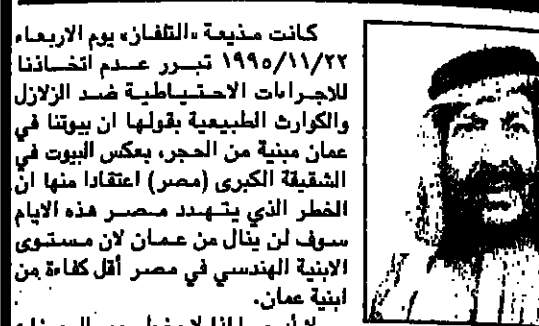 كانت مذيعة «التلفاز» يوم الاربعاء
١٩٩٥/١١/٢٢ تبرر عدم اتخاذنا
للاجراءات الاحتياطية ضد الزلازل
والكوارث الطبيعية بقولها ان بيوتنا في
عمان مبنية من الحجر، بعكس البيوت في
الشقيقة الكبرى (مصر) اعتقادا منها ان
الخطر الذي يتهدد مصر هذه الايام
سوف لن ينال من عمان لان مستوى
الابنية الهندسي في مصر أقل كفاءة من
ابنية عمان.